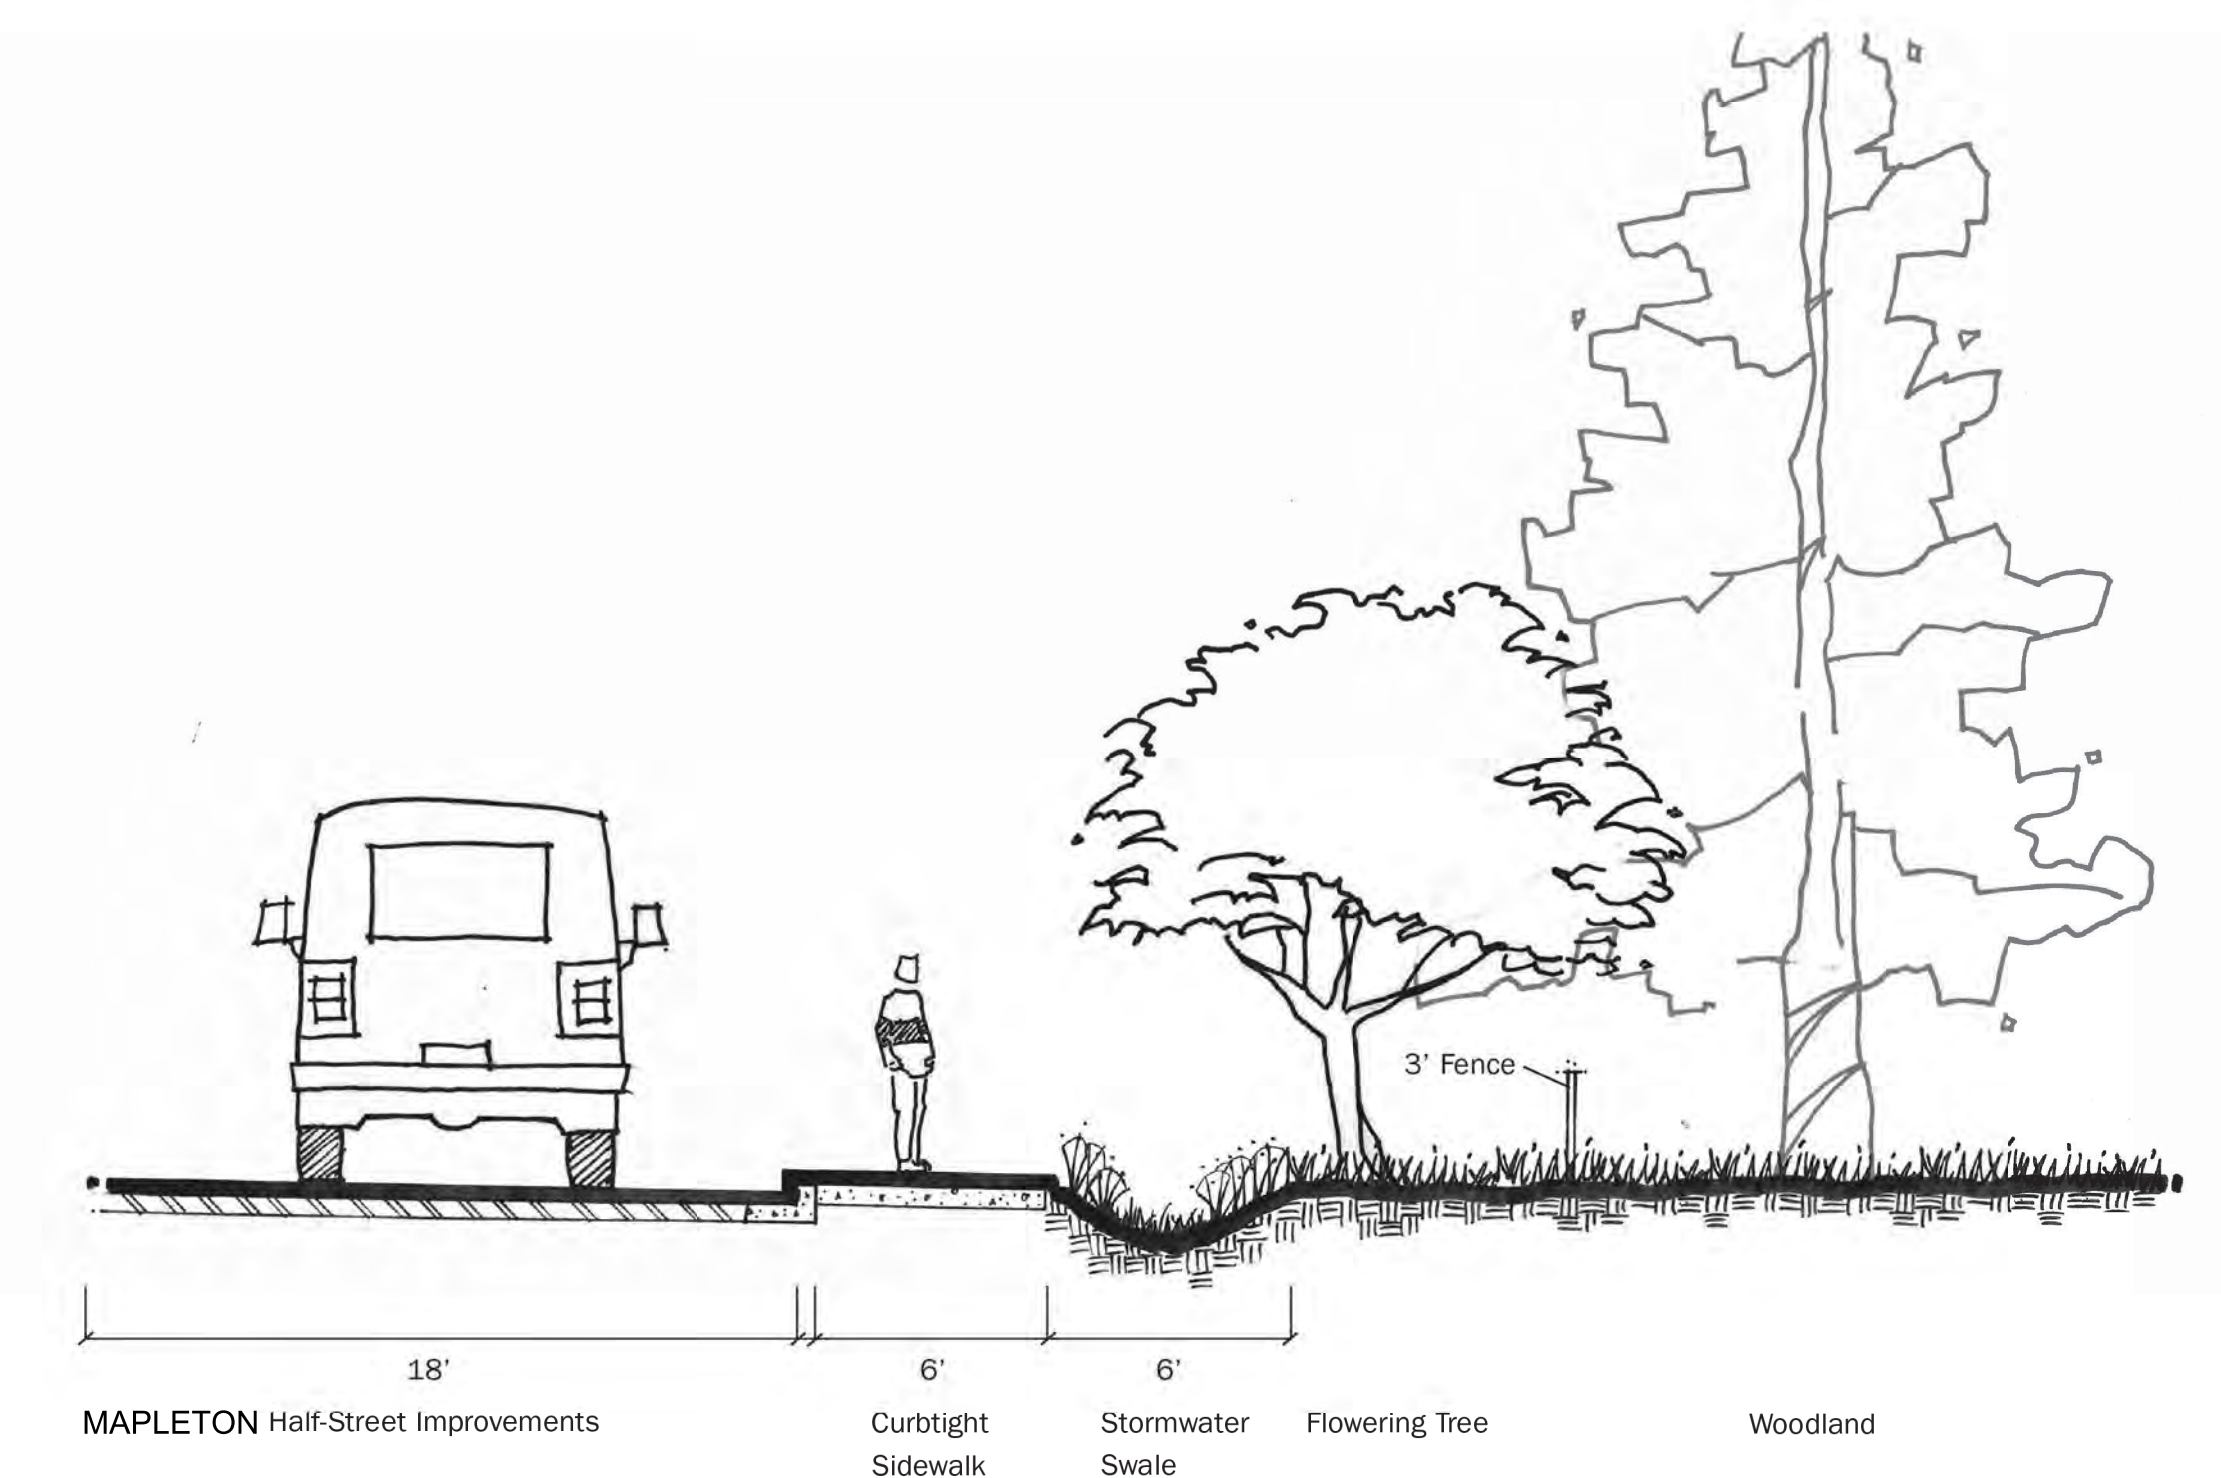 3’ Fence
18’
6’
6’
MAPLETON Half-Street Improvements
Curbtight
Sidewalk
Stormwater
Swale
Flowering Tree
Woodland